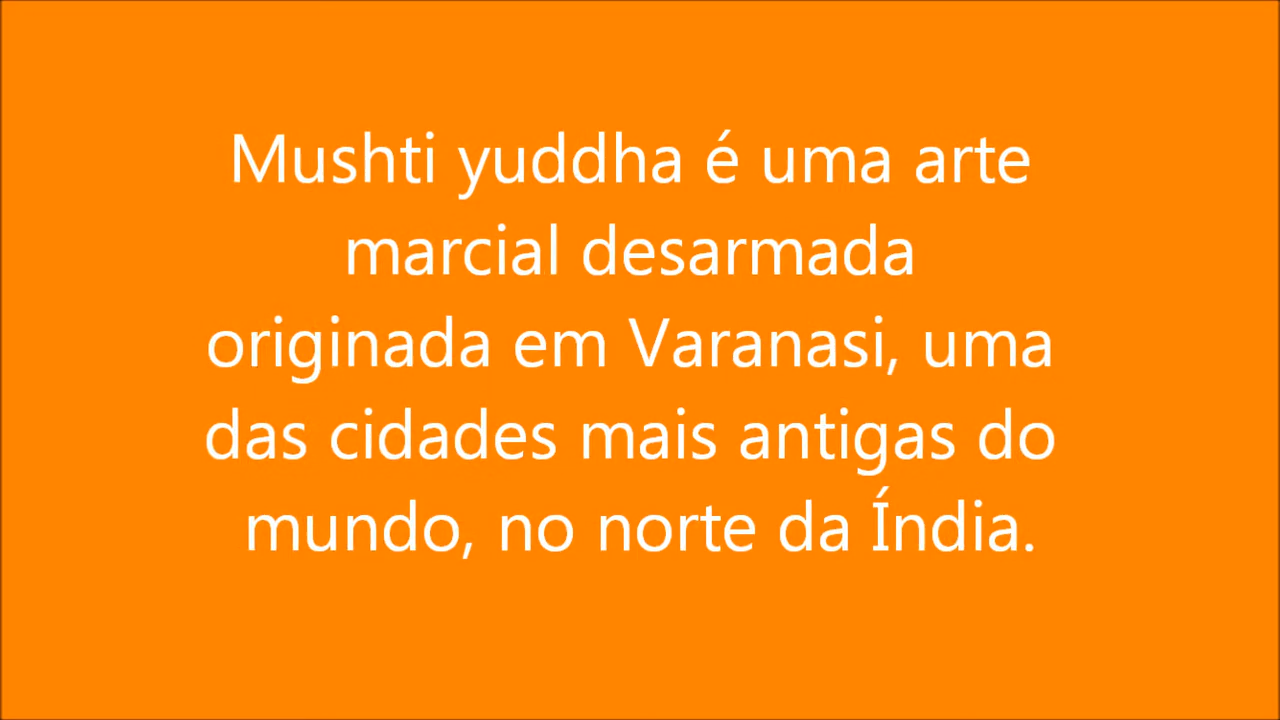 Mushti yuddha é uma arte
marcial desarmada
originada em Varanasi, uma
das cidades mais antigas do
mundo, no norte da Índia.